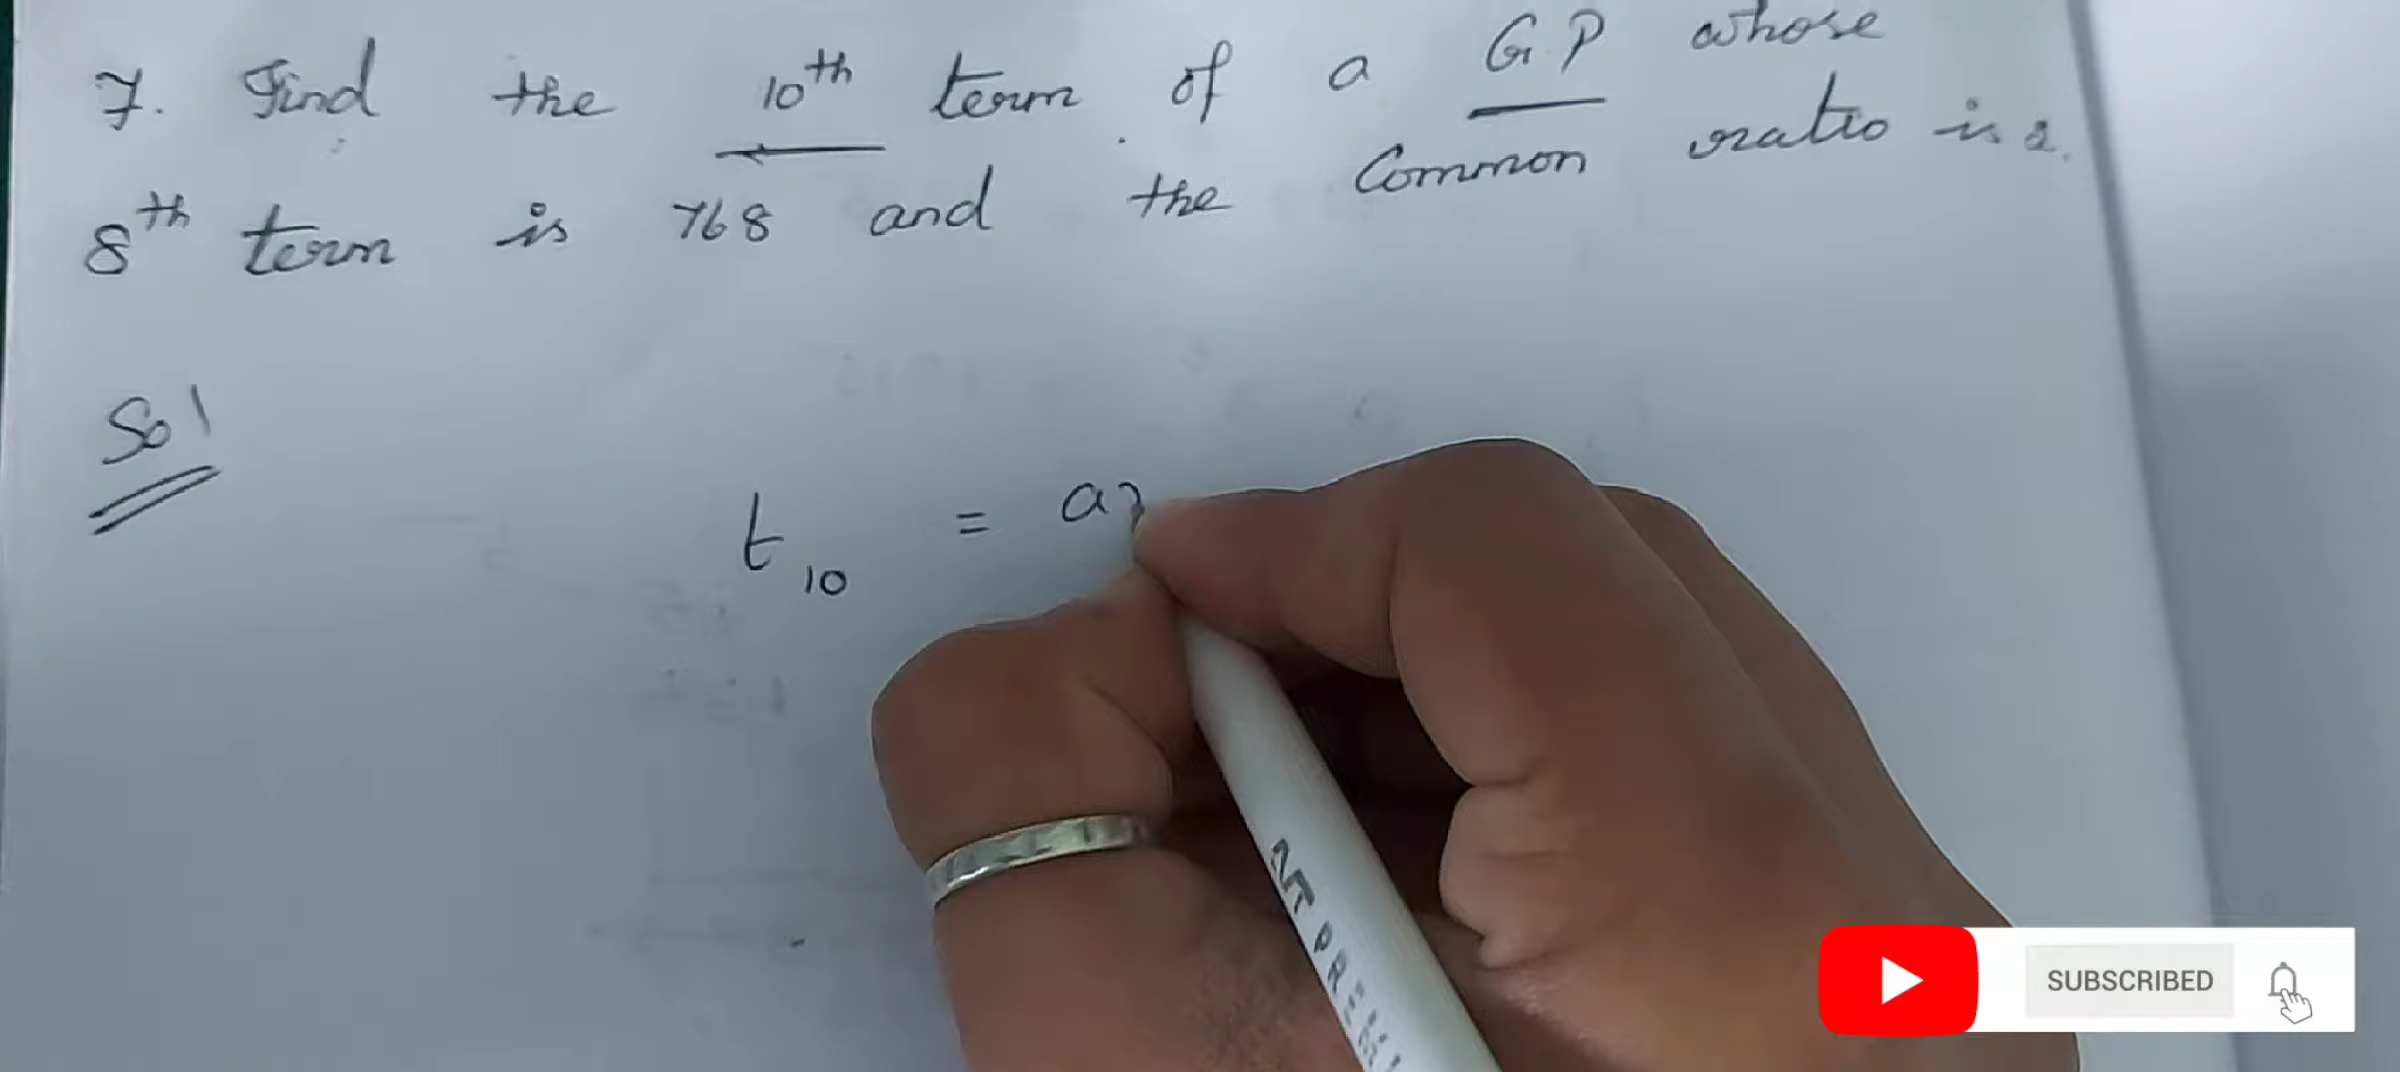 7. Find the 10th term of a G.P whose
8th term is 768 and the Common ratio is 2.
Sol
t10 = ar
SUBSCRIBED